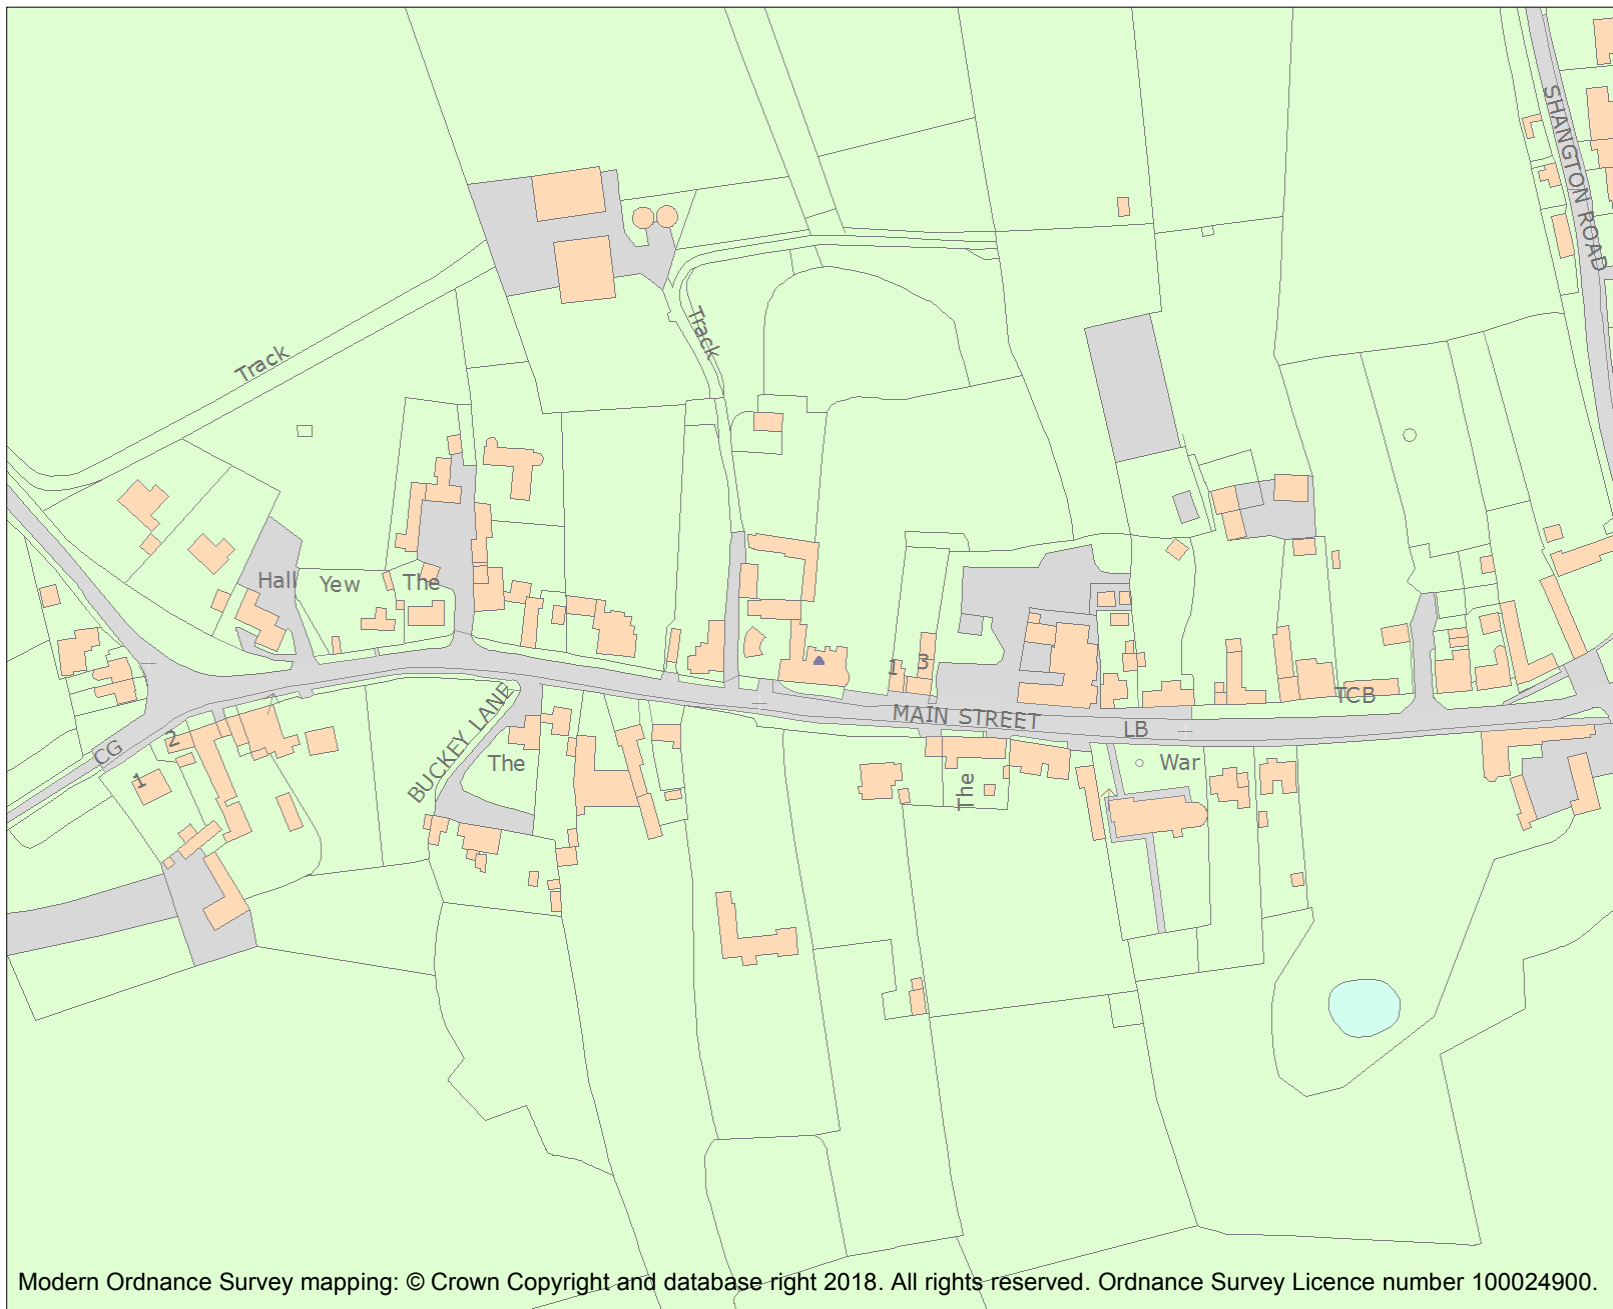 SHANGTON ROAD
Track
Track
Hall
Yew
The
1
3
MAIN STREET
TCB
LB
War
BUCKEY LANE
The
The
CG
2
1
Modern Ordnance Survey mapping: © Crown Copyright and database right 2018. All rights reserved. Ordnance Survey Licence number 100024900.